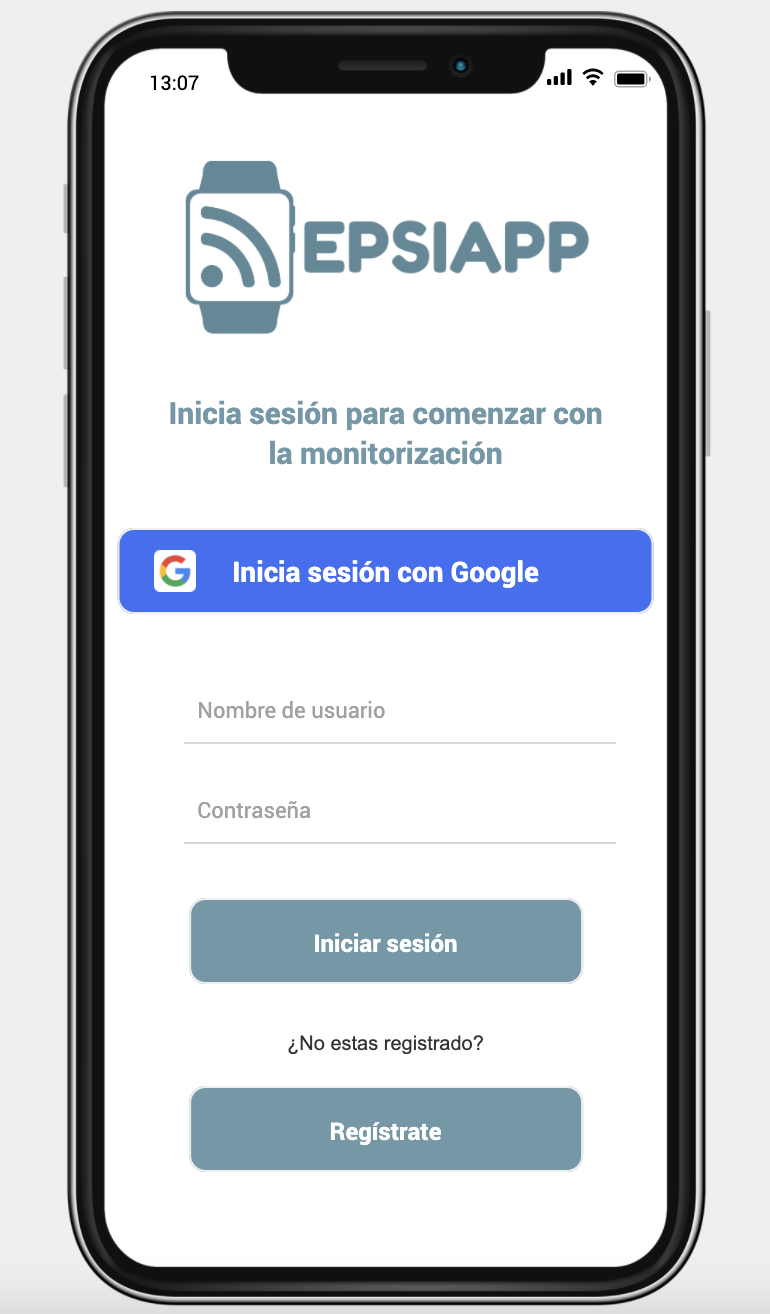 13:07
EPSIAPP
Inicia sesión para comenzar con
la monitorización
Inicia sesión con Google
Nombre de usuario
Contraseña
Iniciar sesión
¿No estas registrado?
Regístrate